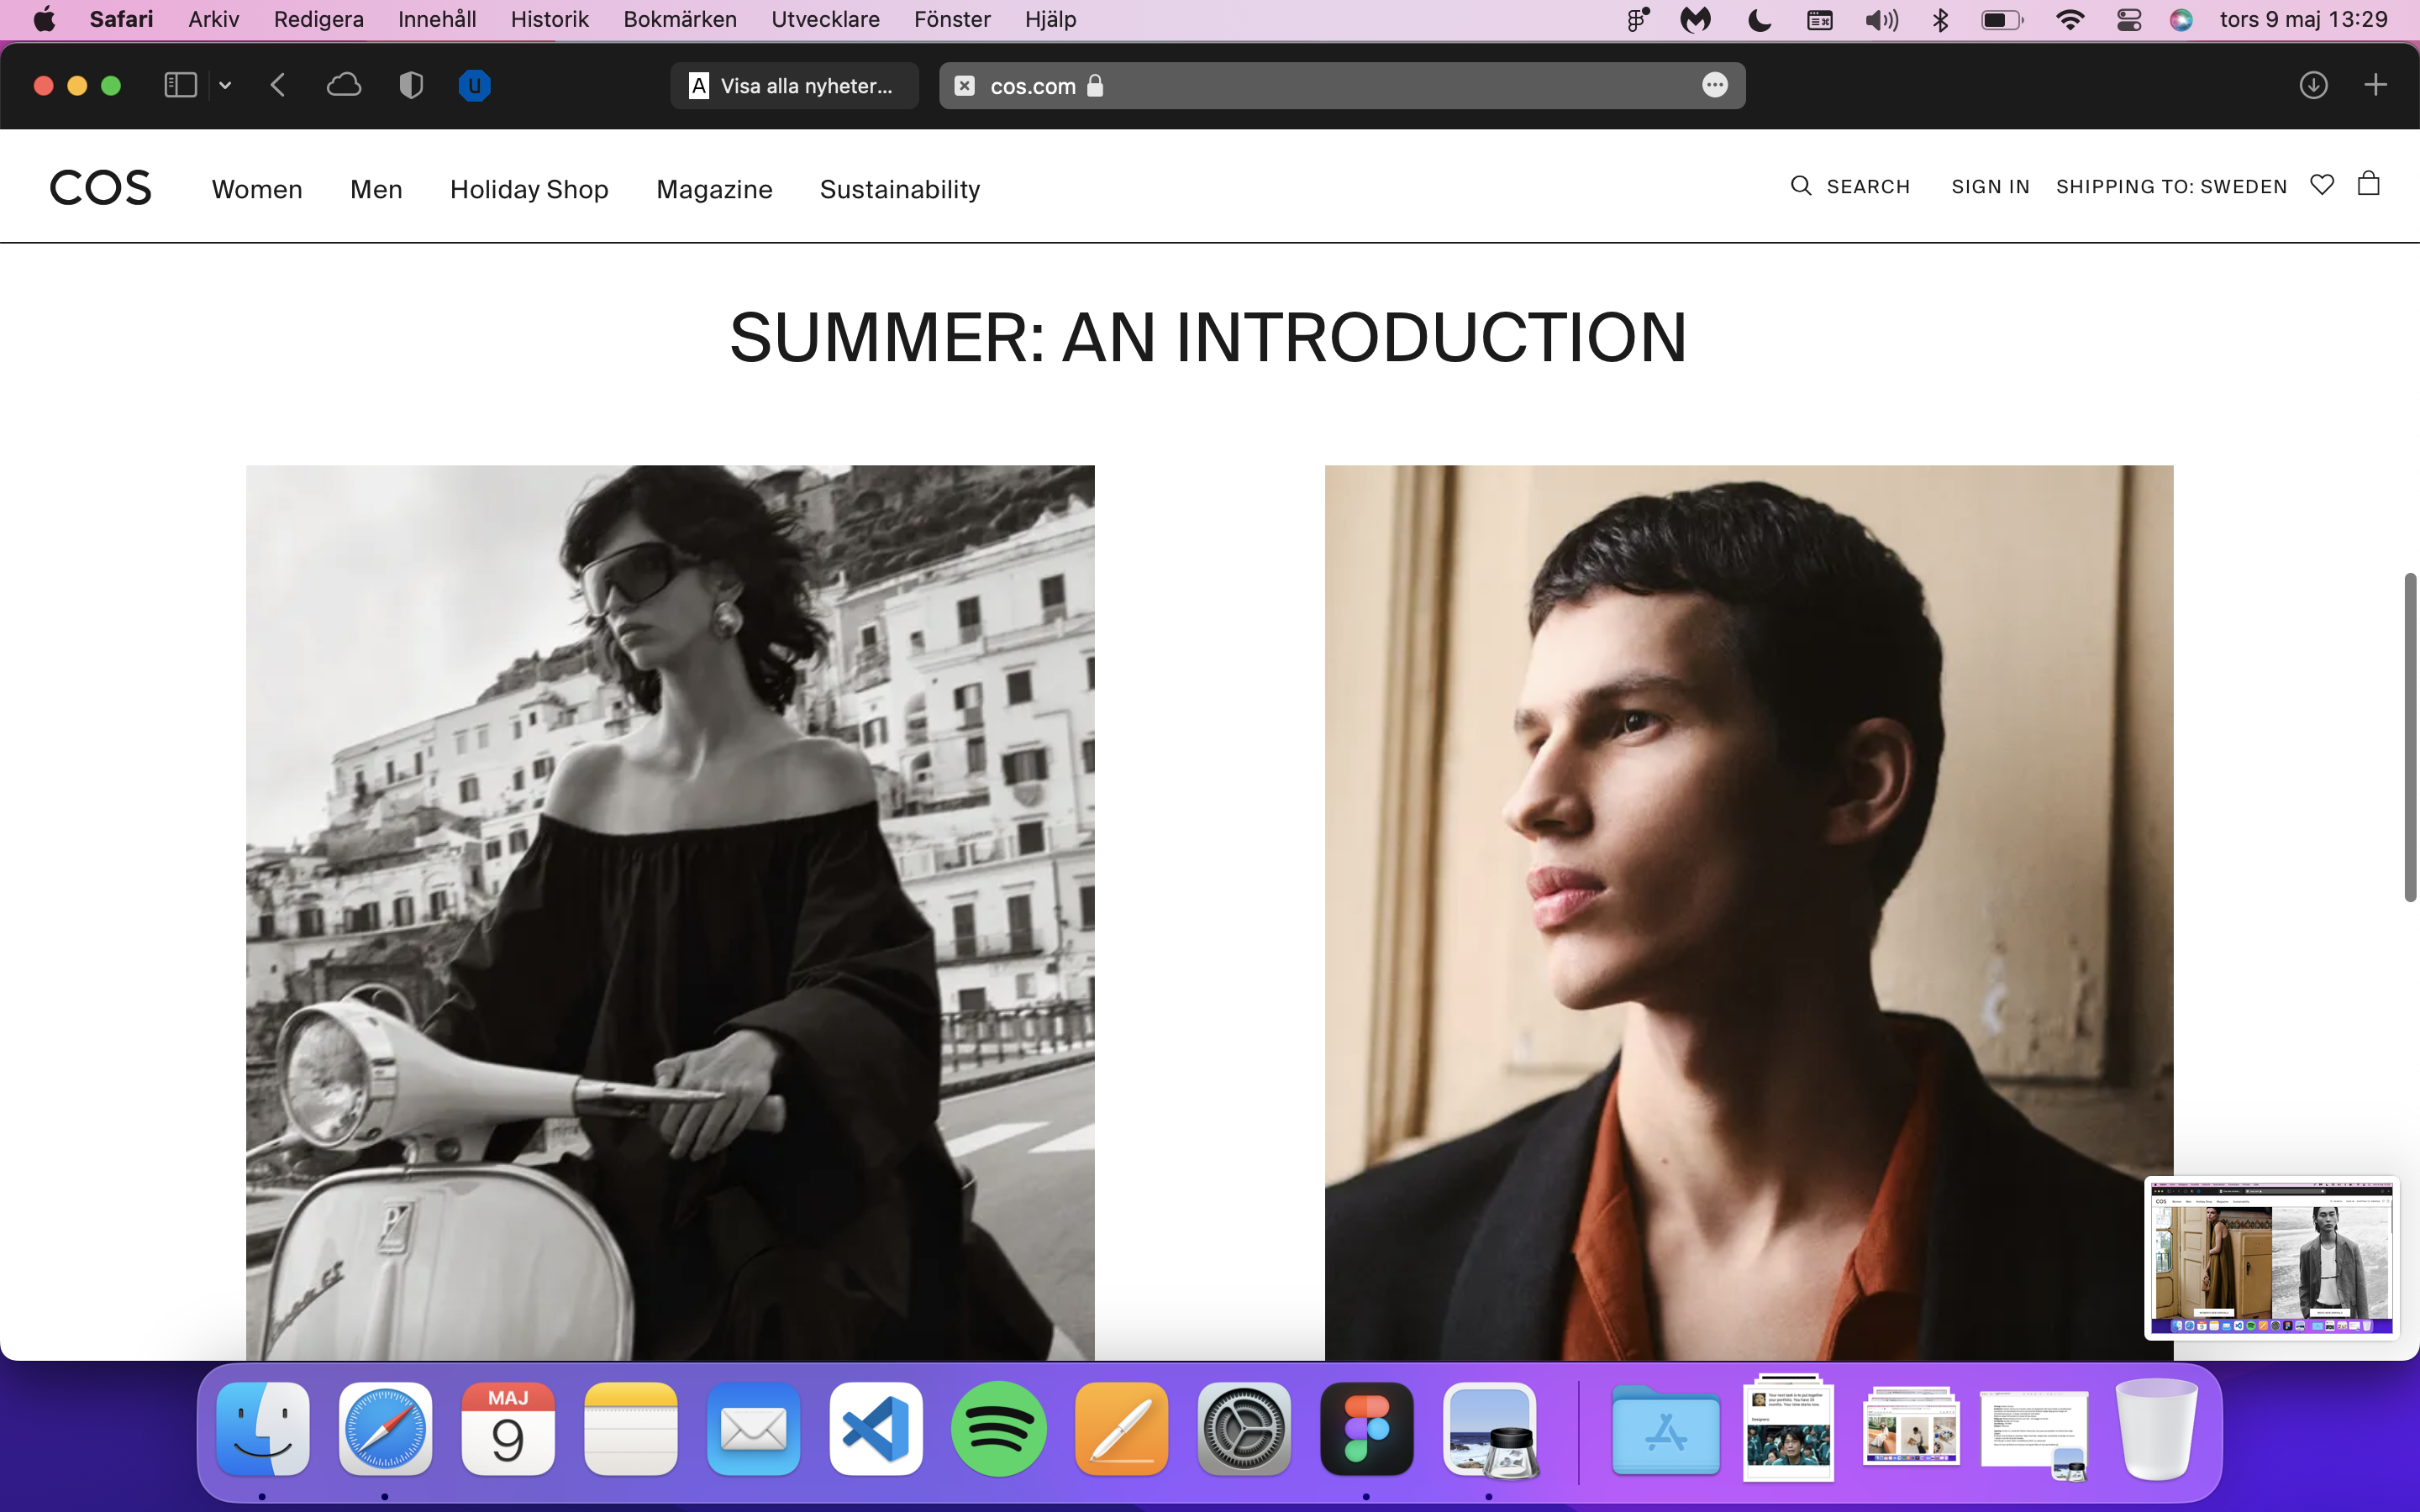 Safari Arkiv Redigera Innehåll Historik Bokmärken Utvecklare Fönster Hjälp tors 9 maj 13:29
U A Visa alla nyheter... cos.com
COS Women Men Holiday Shop Magazine Sustainability SEARCH SIGN IN SHIPPING TO: SWEDEN
SUMMER: AN INTRODUCTION
MAJ
9